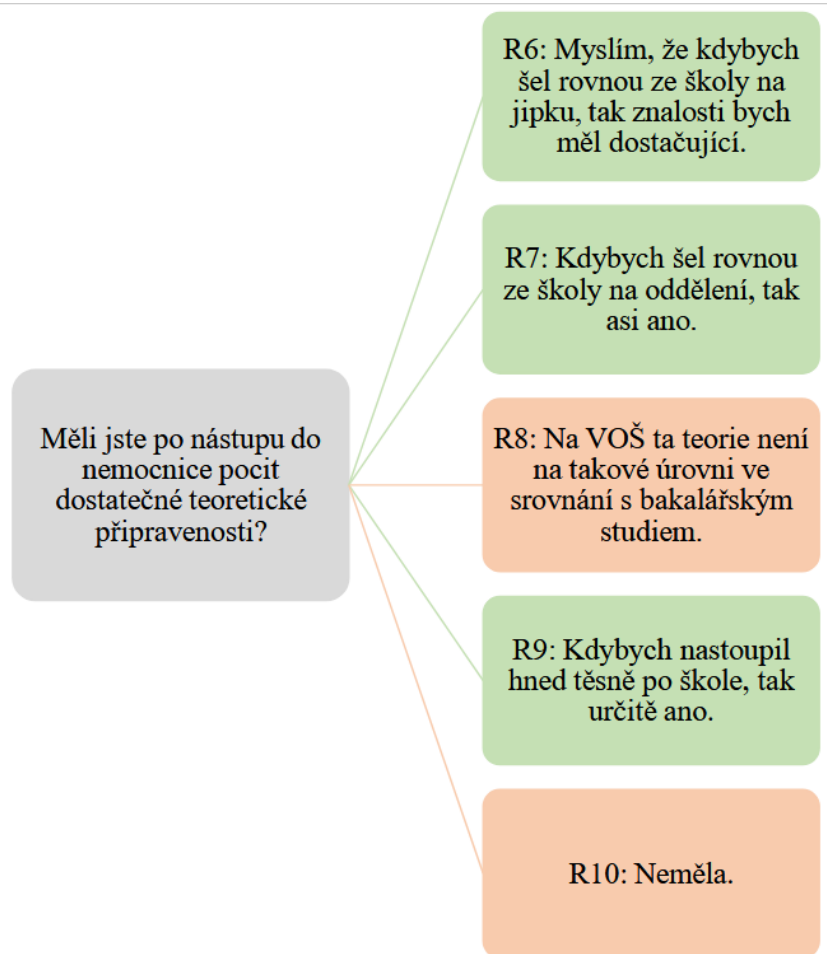 R6: Myslím, že kdybych
šel rovnou ze školy na
jipku, tak znalosti bych
měl dostačující.
R7: Kdybych šel rovnou
ze školy na oddělení, tak
asi ano.
Měli jste po nástupu do
nemocnice pocit
dostatečné teoretické
připravenosti?
R8: Na VOŠ ta teorie není
na takové úrovni ve
srovnání s bakalářským
studiem.
R9: Kdybych nastoupil
hned těsně po škole, tak
určitě ano.
R10: Neměla.